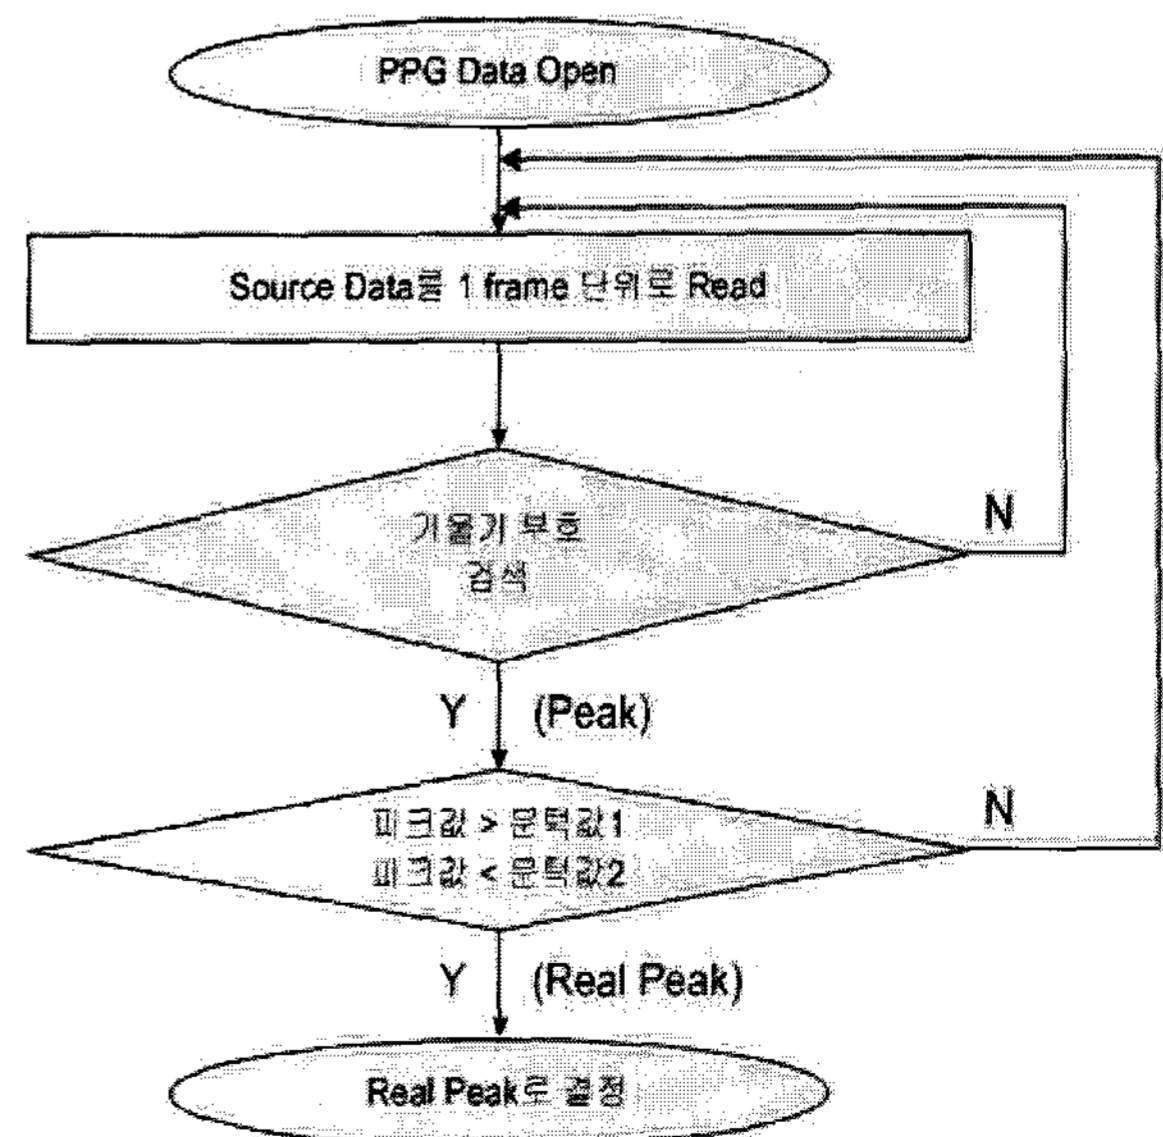 PPG Data Open
Source Data를 1 frame 단위로 Read
기울기 부호
검색
N
Y (Peak)
피크값 > 문턱값1
피크값 < 문턱값2
N
Y (Real Peak)
Real Peak로 결정